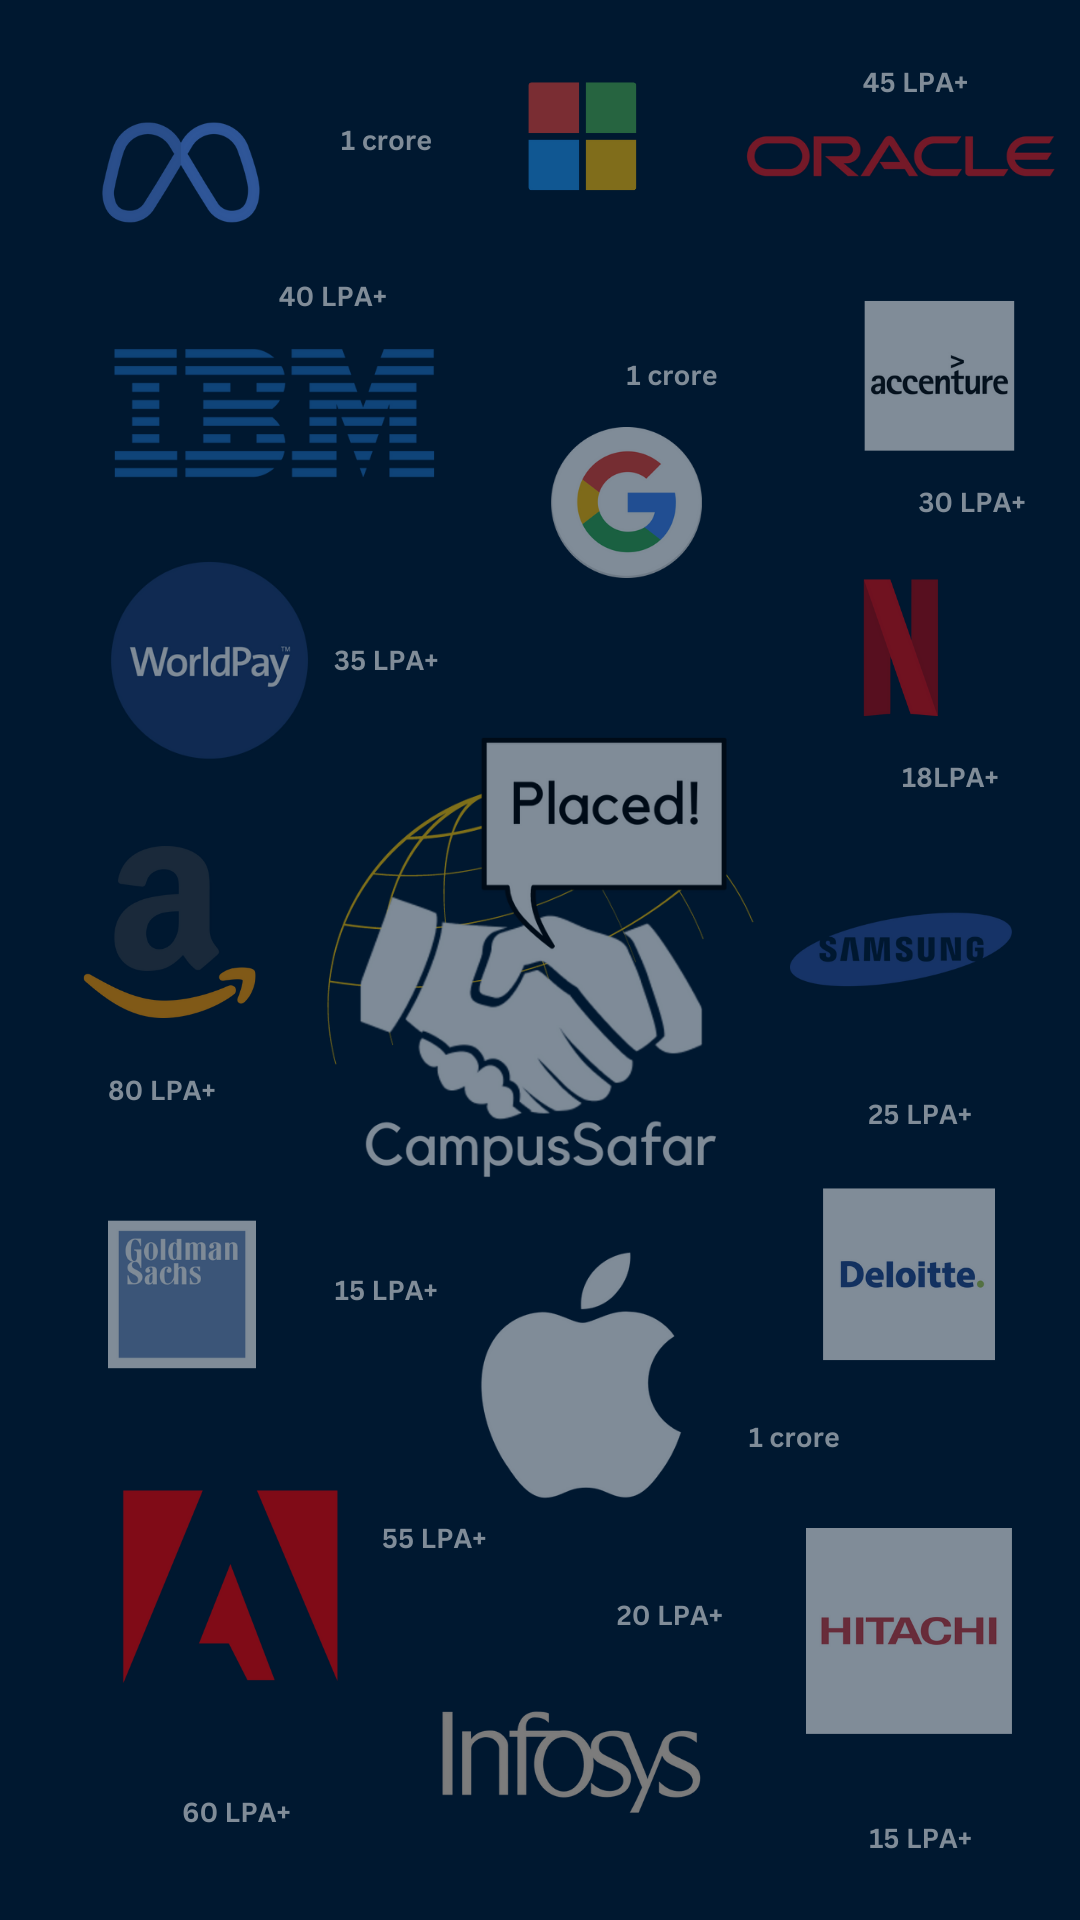 45 LPA+
1 crore
ORACLE
40 LPA+
IBM
1 crore
accenture
30 LPA+
G
WorldPay™
35 LPA+
N
18LPA+
Placed!
a
SAMSUNG
80 LPA+
25 LPA+
CampusSafar
Goldman
Sachs
15 LPA+
Deloitte.
1 crore
55 LPA+
20 LPA+
HITACHI
Infosys
60 LPA+
15 LPA+